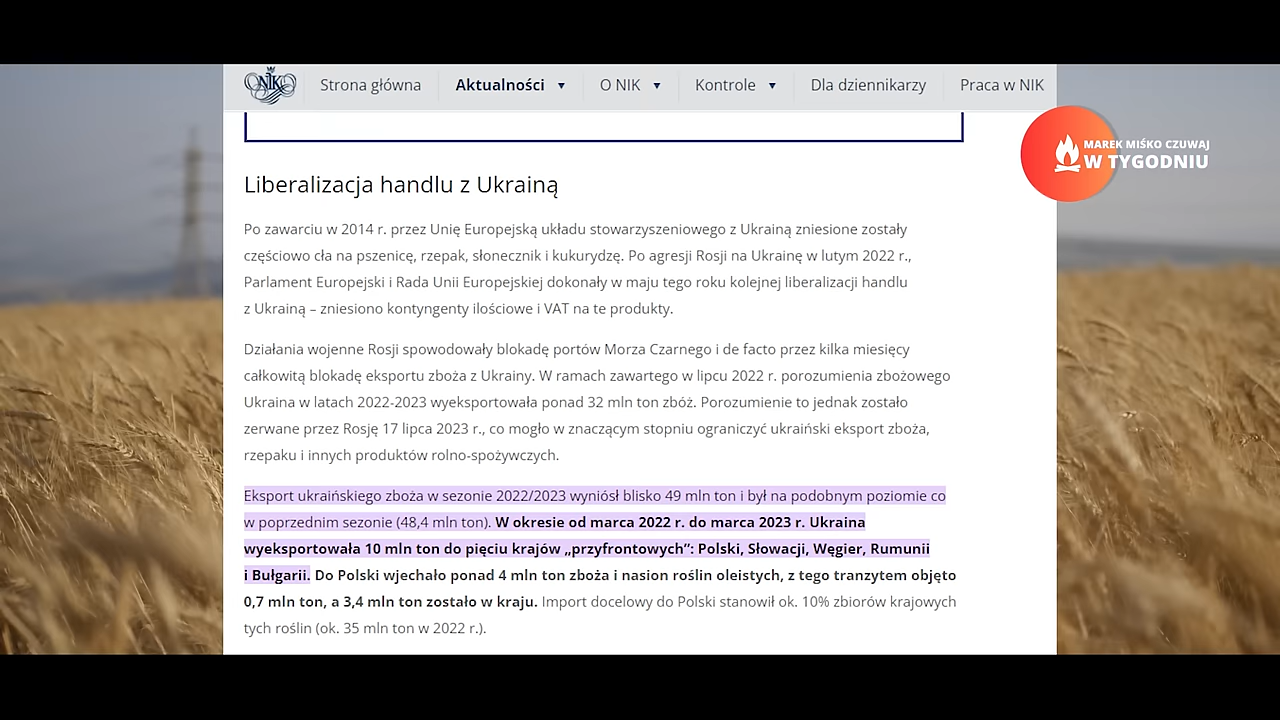 NIK
Strona główna
Aktualności
O NIK
Kontrole
Dla dziennikarzy
Praca w NIK
MAREK MIŚKO CZUWAJ
W TYGODNIU
Liberalizacja handlu z Ukrainą
Po zawarciu w 2014 r. przez Unię Europejską układu stowarzyszeniowego z Ukrainą zniesione zostały
częściowo cła na pszenicę, rzepak, słonecznik i kukurydzę. Po agresji Rosji na Ukrainę w lutym 2022 r.,
Parlament Europejski i Rada Unii Europejskiej dokonały w maju tego roku kolejnej liberalizacji handlu
z Ukrainą – zniesiono kontyngenty ilościowe i VAT na te produkty.
Działania wojenne Rosji spowodowały blokadę portów Morza Czarnego i de facto przez kilka miesięcy
całkowitą blokadę eksportu zboża z Ukrainy. W ramach zawartego w lipcu 2022 r. porozumienia zbożowego
Ukraina w latach 2022-2023 wyeksportowała ponad 32 mln ton zbóż. Porozumienie to jednak zostało
zerwane przez Rosję 17 lipca 2023 r., co mogło w znaczącym stopniu ograniczyć ukraiński eksport zboża,
rzepaku i innych produktów rolno-spożywczych.
Eksport ukraińskiego zboża w sezonie 2022/2023 wyniósł blisko 49 mln ton i był na podobnym poziomie co
w poprzednim sezonie (48,4 mln ton). W okresie od marca 2022 r. do marca 2023 r. Ukraina
wyeksportowała 10 mln ton do pięciu krajów „przyfrontowych”: Polski, Słowacji, Węgier, Rumunii
i Bułgarii. Do Polski wjechało ponad 4 mln ton zboża i nasion roślin oleistych, z tego tranzytem objęto
0,7 mln ton, a 3,4 mln ton zostało w kraju. Import docelowy do Polski stanowił ok. 10% zbiorów krajowych
tych roślin (ok. 35 mln ton w 2022 r.).